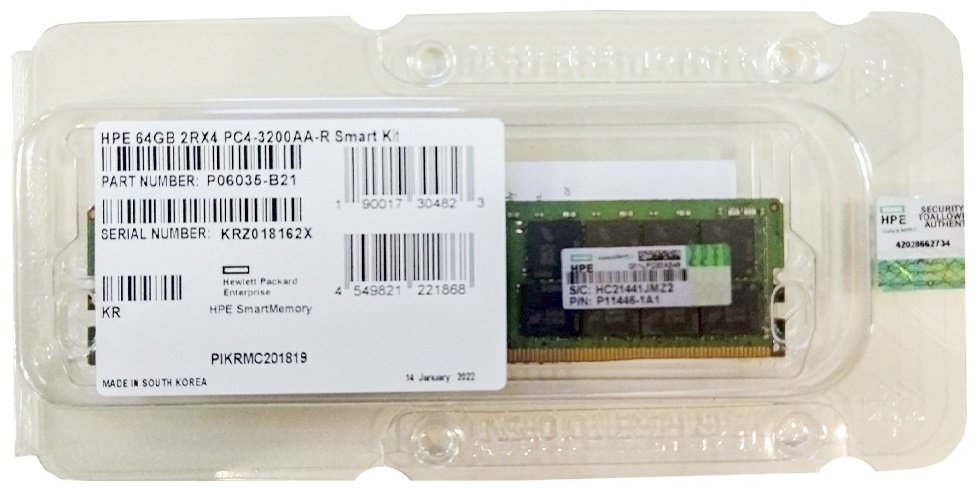 HPE 64GB 2RX4 PC4-3200AA-R Smart Kit
PART NUMBER: P06035-B21
1 90017 30482 3
SERIAL NUMBER: KRZ018162X
Hewlett Packard
Enterprise
4 549821 221868
KR
HPE SmartMemory
PIKRMC201819
MADE IN SOUTH KOREA
14 January 2022
HPE
S/C: HC21441JMZ2
P/N: P11446-1A1
HPE
SECURITY
TOALLOW
AUTHENT
42028662734